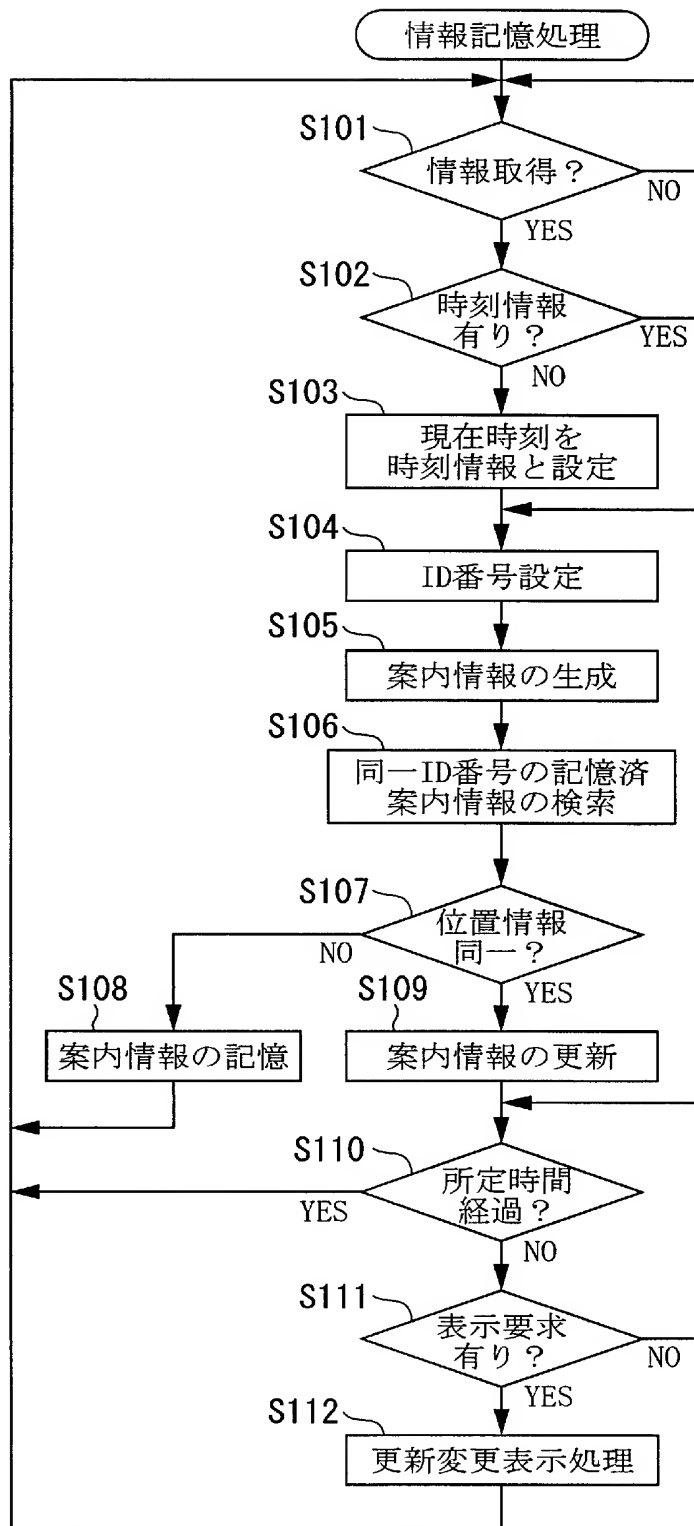 情報記憶処理
S101
情報取得？
NO
YES
S102
時刻情報
有り？
YES
NO
S103
現在時刻を
時刻情報と設定
S104
ID番号設定
S105
案内情報の生成
S106
同一ID番号の記憶済
案内情報の検索
S107
位置情報
同一？
NO
YES
S108
案内情報の記憶
S109
案内情報の更新
S110
所定時間
経過？
YES
NO
S111
表示要求
有り？
NO
YES
S112
更新変更表示処理